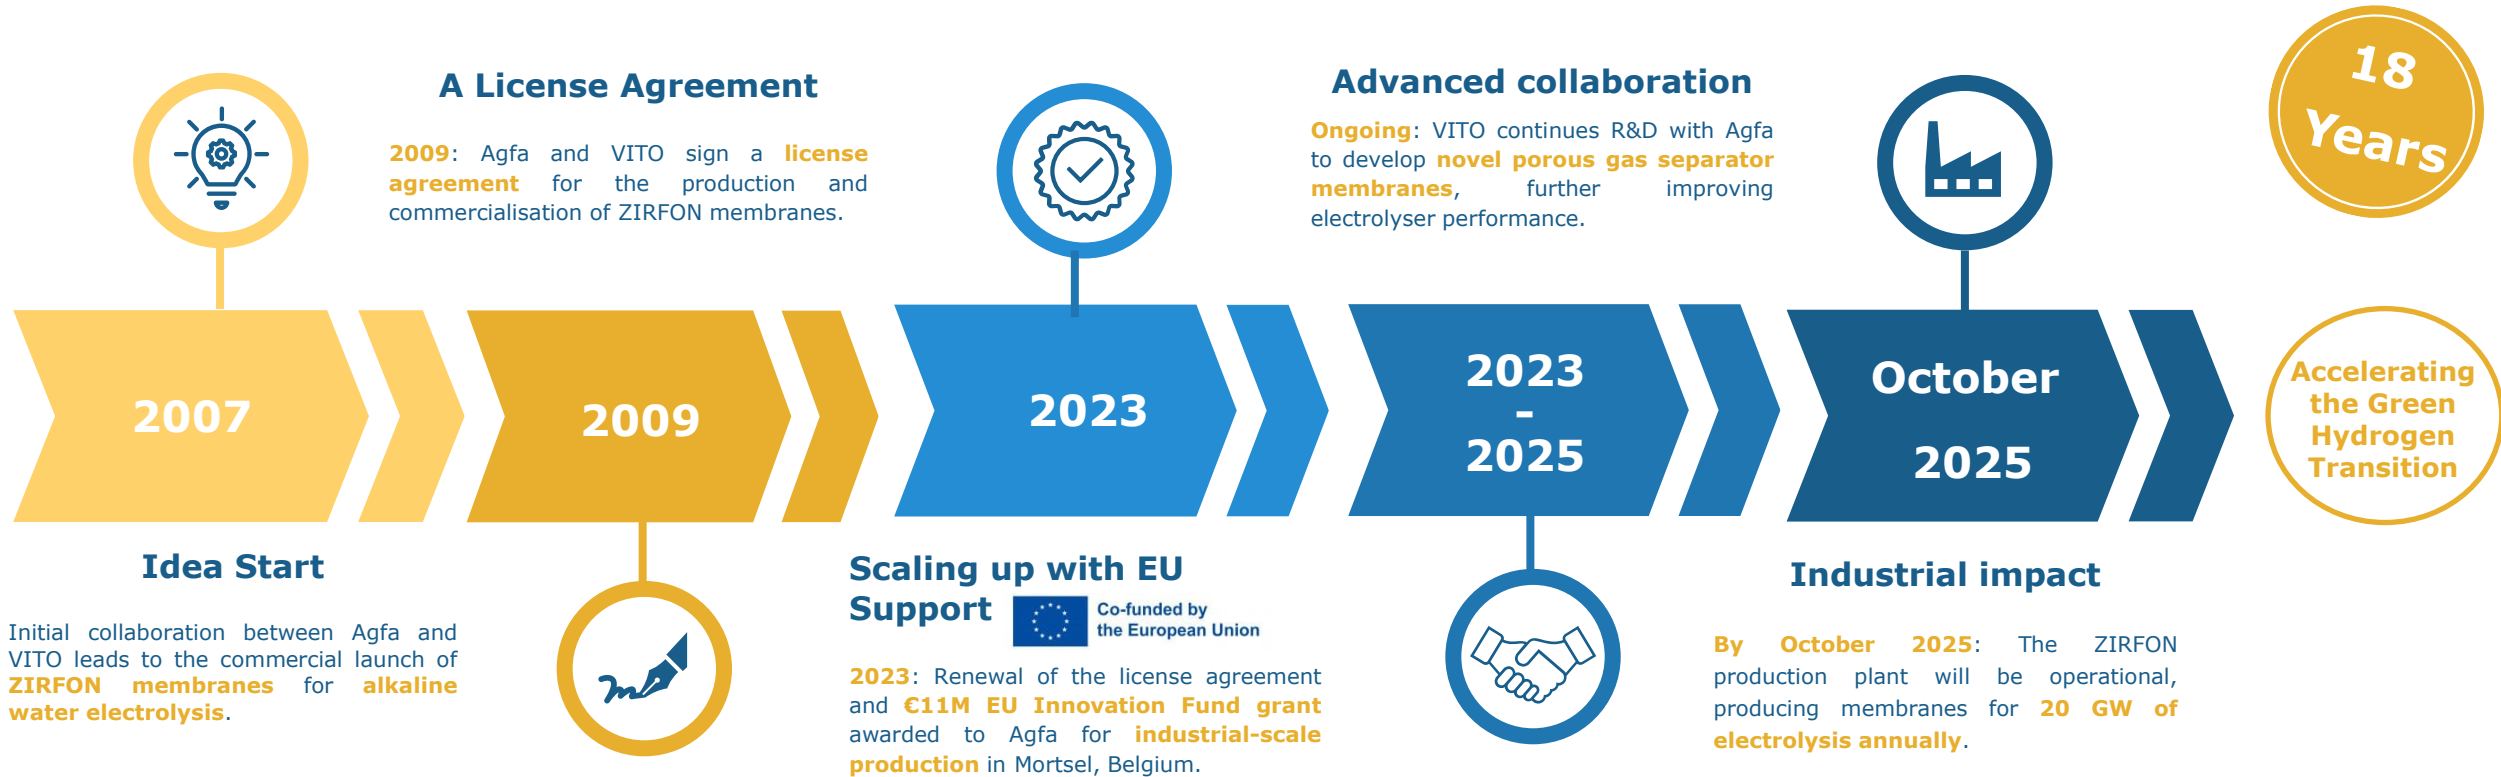 A License Agreement
2009: Agfa and VITO sign a license
agreement for the production and
commercialisation of ZIRFON membranes.
Advanced collaboration
Ongoing: VITO continues R&D with Agfa
to develop novel porous gas separator
membranes, further improving
electrolyser performance.
18
Years
2007
2009
2023
2023
-
2025
October
2025
Accelerating
the Green
Hydrogen
Transition
Idea Start
Initial collaboration between Agfa and
VITO leads to the commercial launch of
ZIRFON membranes for alkaline
water electrolysis.
Scaling up with EU
Support
Co-funded by
the European Union
2023: Renewal of the license agreement
and €11M EU Innovation Fund grant
awarded to Agfa for industrial-scale
production in Mortsel, Belgium.
Industrial impact
By October 2025: The ZIRFON
production plant will be operational,
producing membranes for 20 GW of
electrolysis annually.